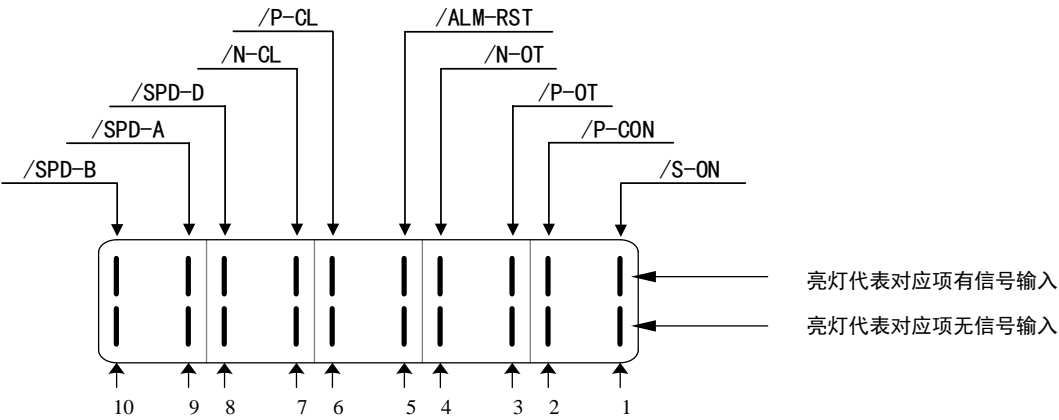 /P-CL
/ALM-RST
/N-CL
/N-OT
/SPD-D
/P-OT
/SPD-A
/P-CON
/SPD-B
/S-ON
亮灯代表对应项有信号输入
亮灯代表对应项无信号输入
10 9 8 7 6 5 4 3 2 1